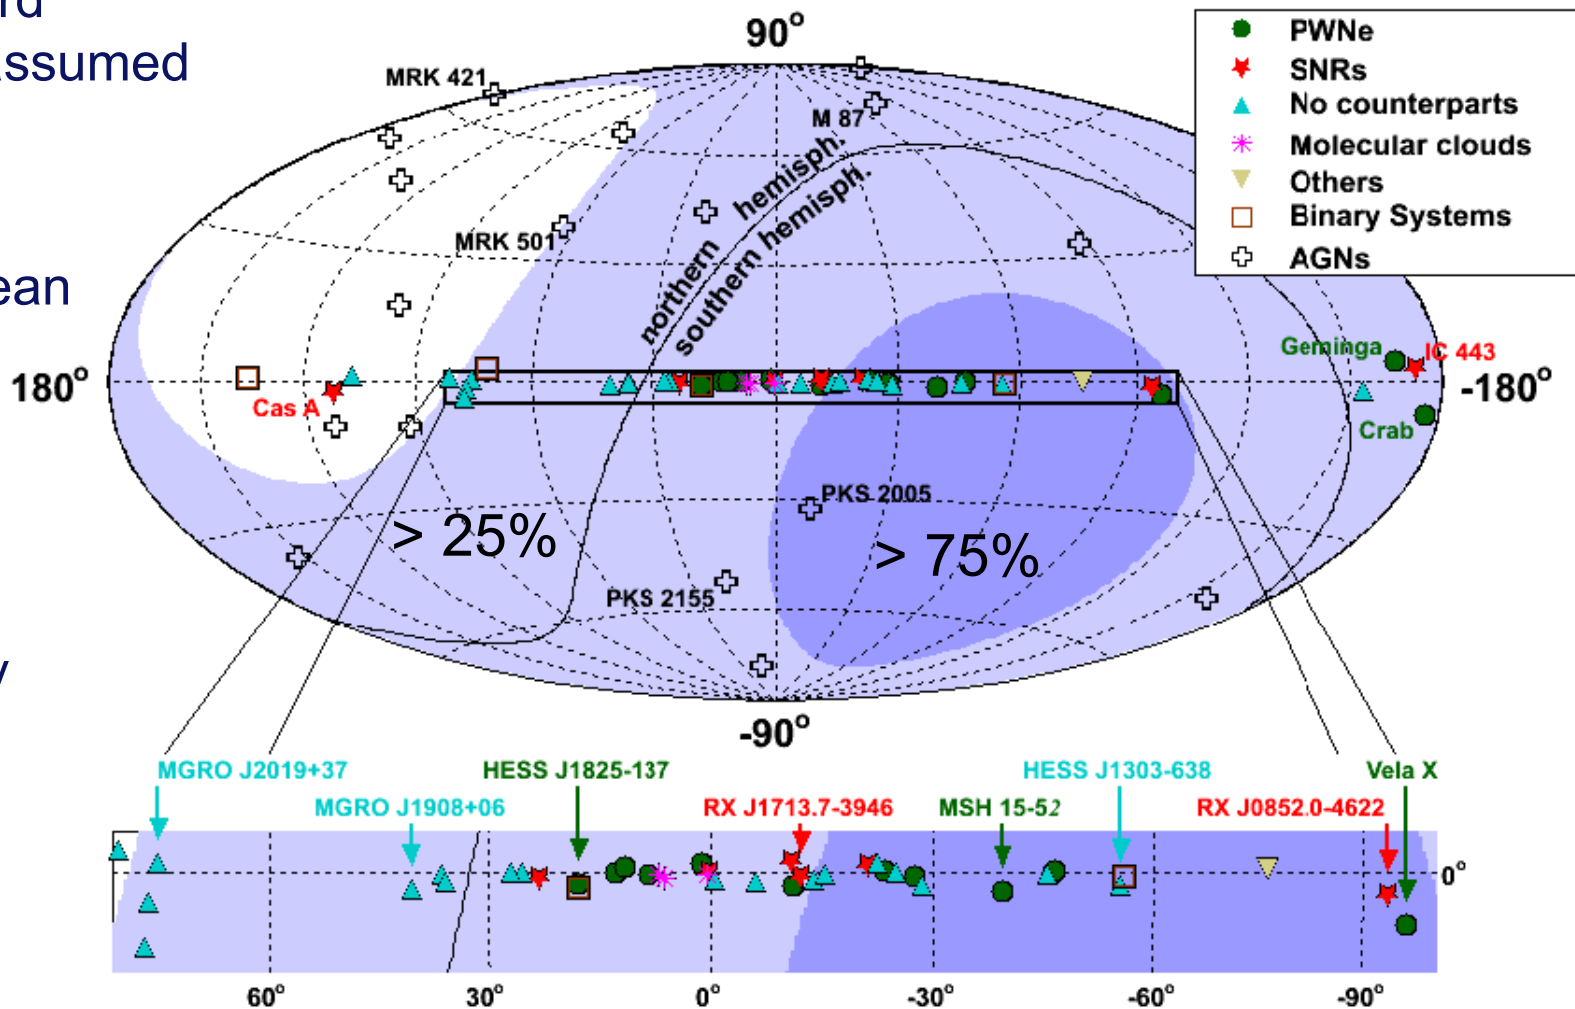 rd
Assumed
ean
y
90°
PWNe
SNRs
No counterparts
Molecular clouds
Others
Binary Systems
AGNs
MRK 421
M 87
MRK 501
northern hemisph.
southern hemisph.
180°
-180°
Cas A
Geminga
IC 443
Crab
PKS 2005
> 25%
> 75%
PKS 2155
-90°
MGRO J2019+37
HESS J1825-137
HESS J1303-638
Vela X
MGRO J1908+06
RX J1713.7-3946
MSH 15-52
RX J0852.0-4622
0°
60°
30°
0°
-30°
-60°
-90°